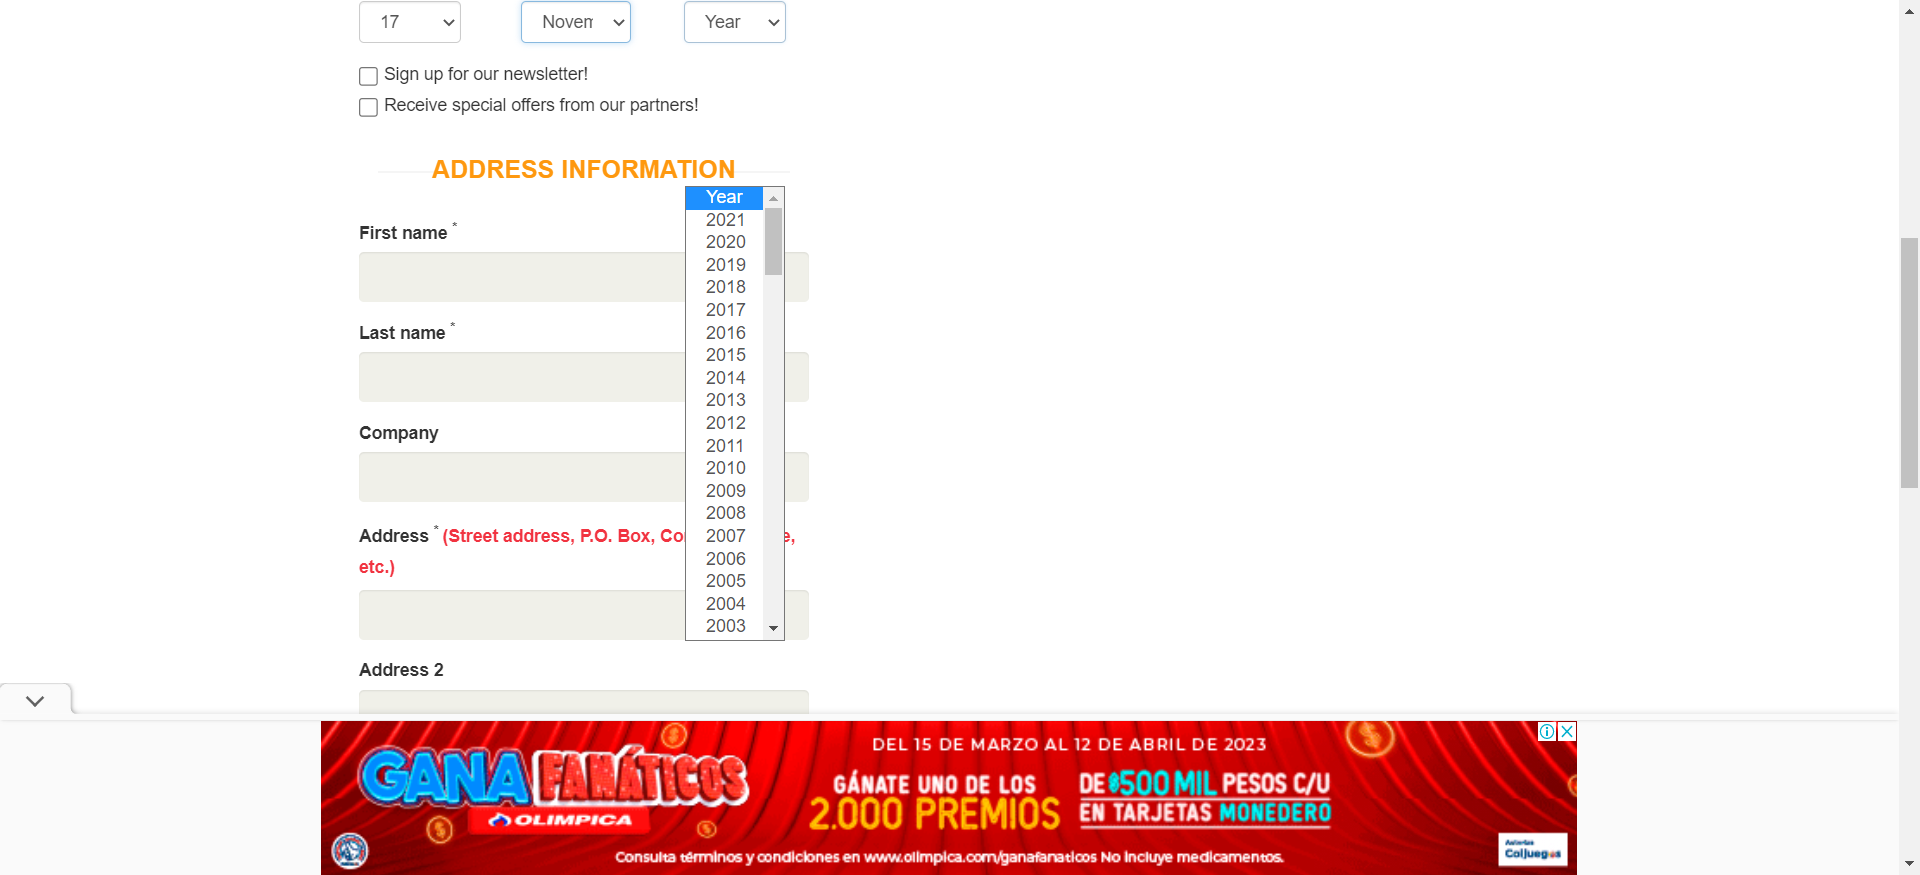 17
Novem
Year
Sign up for our newsletter!
Receive special offers from our partners!
ADDRESS INFORMATION
Year
2021
2020
2019
2018
2017
2016
2015
2014
2013
2012
2011
2010
2009
2008
2007
2006
2005
2004
2003
First name *
Last name *
Company
Address * (Street address, P.O. Box, Co e,
etc.)
Address 2
DEL 15 DE MARZO AL 12 DE ABRIL DE 2023
GANA FANÁTICOS
OLIMPICA
GÁNATE UNO DE LOS
2.000 PREMIOS
DE $500 MIL PESOS C/U
EN TARJETAS MONEDERO
Consulta términos y condiciones en www.olimpica.com/ganafanaticos No incluye medicamentos.
Autoriza
Coljuegos